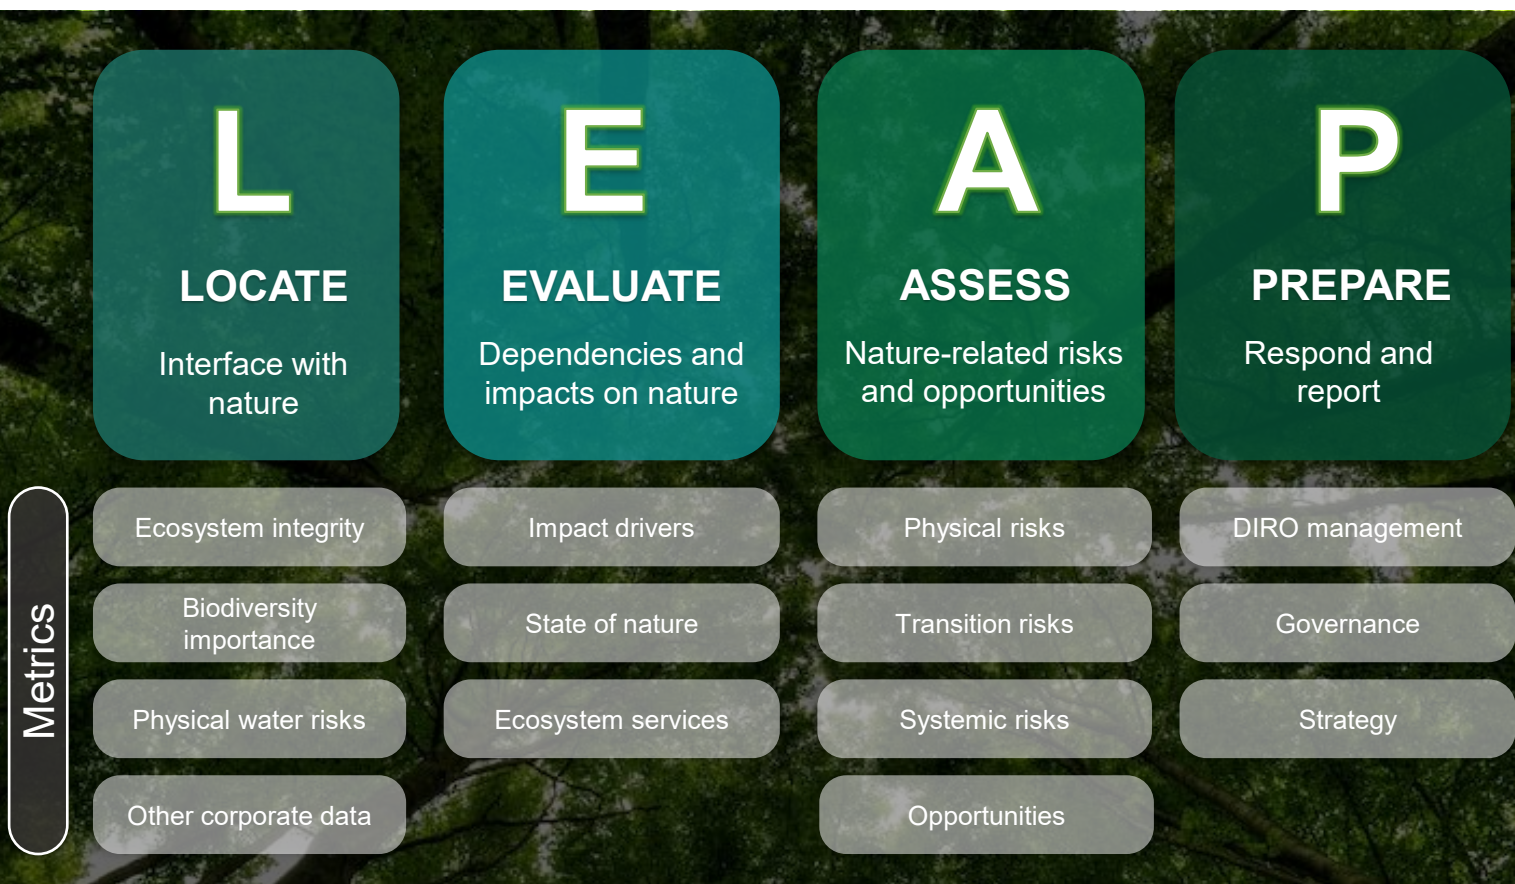 L
LOCATE
Interface with
nature
E
EVALUATE
Dependencies and
impacts on nature
A
ASSESS
Nature-related risks
and opportunities
P
PREPARE
Respond and
report
Metrics
Ecosystem integrity
Biodiversity
importance
Physical water risks
Other corporate data
Impact drivers
State of nature
Ecosystem services
Physical risks
Transition risks
Systemic risks
Opportunities
DIRO management
Governance
Strategy